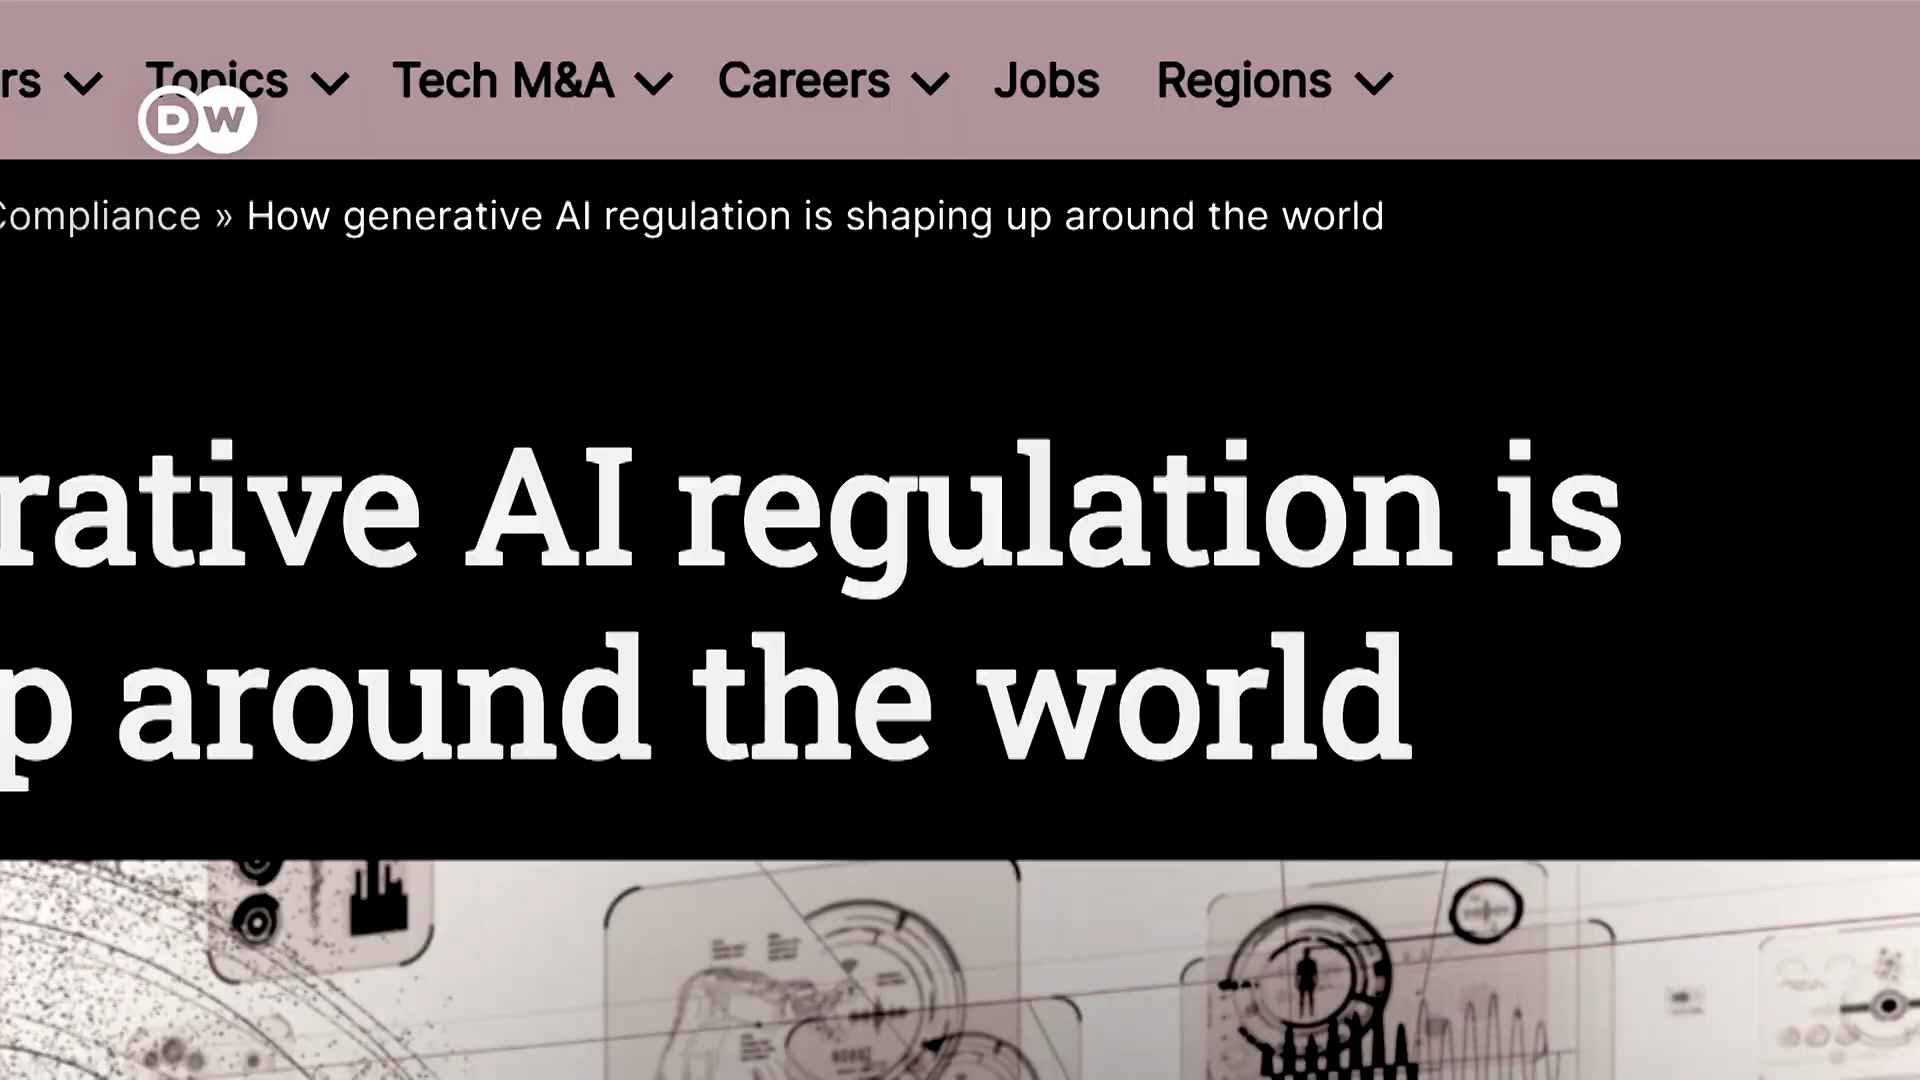 rs Topics Tech M&A Careers Jobs Regions
DW
Compliance » How generative AI regulation is shaping up around the world
rative AI regulation is
p around the world